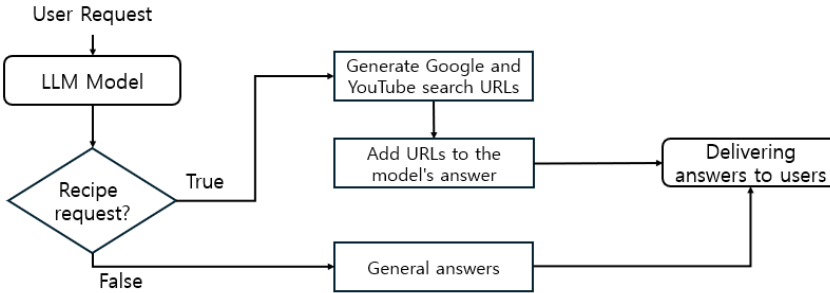 User Request
LLM Model
Recipe
request?
True
False
Generate Google and
YouTube search URLs
Add URLs to the
model's answer
General answers
Delivering
answers to users